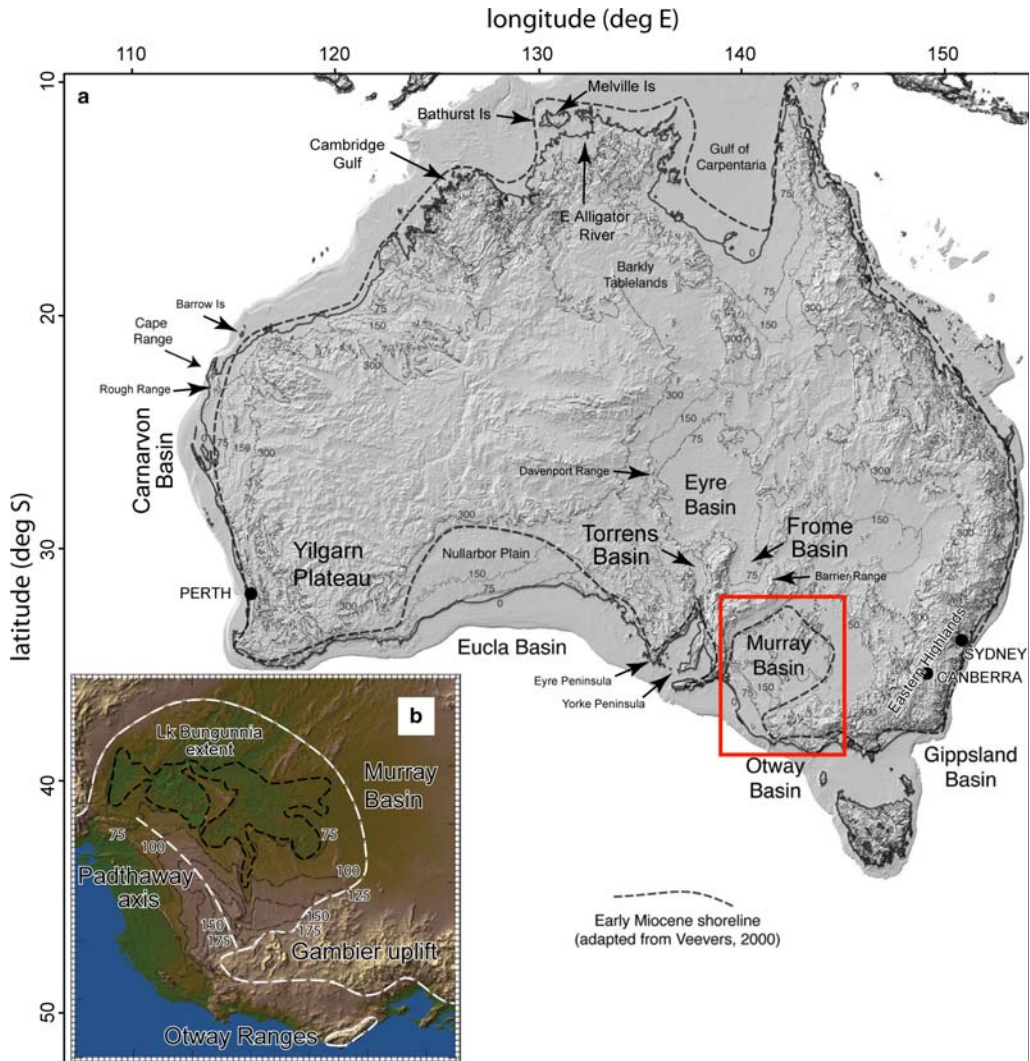 longitude (deg E)
110
120
130
140
150
latitude (deg S)
10
20
30
40
50
a
Melville Is
Bathurst Is
Cambridge
Gulf
Gulf of
Carpentaria
75
E Alligator
River
0
Barkly
Tablelands
75
150
300
Barrow Is
Cape
Range
75
150
300
Rough Range
300
150
75
Carnarvon
Basin
0
75
150
300
Davenport Range
Eyre
Basin
300
Torrens
Basin
Frome
Basin
150
Yilgarn
Plateau
Nullarbor Plain
150
75
0
75
Barrier Range
PERTH
300
Eucla Basin
Murray
Basin
Eastern Highlands
SYDNEY
CANBERRA
Eyre Peninsula
Yorke Peninsula
75
150
0
300
Otway
Basin
Gippsland
Basin
b
Lk Bungunnia
extent
Murray
Basin
75
100
75
100
125
Padthaway
axis
150
175
150
175
Gambier uplift
Otway Ranges
Early Miocene shoreline
(adapted from Veevers, 2000)